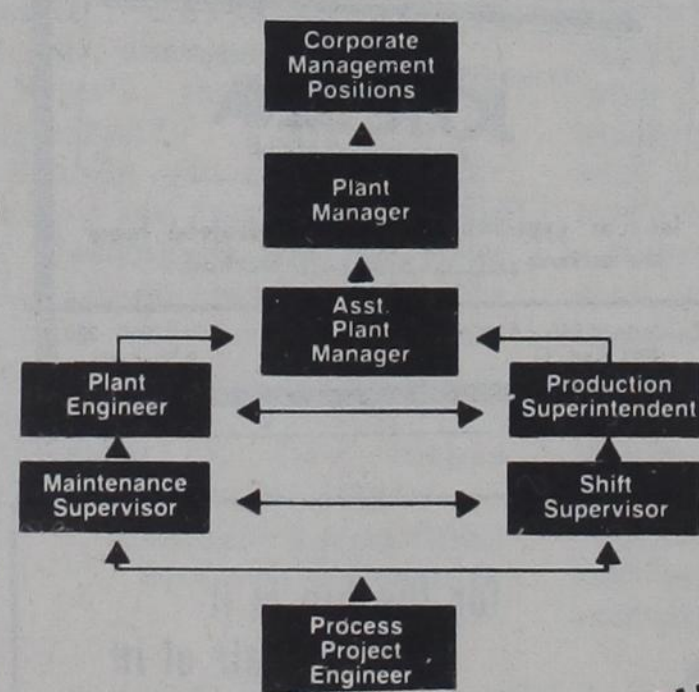 Corporate
Management
Positions
Plant
Manager
Asst.
Plant
Manager
Plant
Engineer
Production
Superintendent
Maintenance
Supervisor
Shift
Supervisor
Process
Project
Engineer